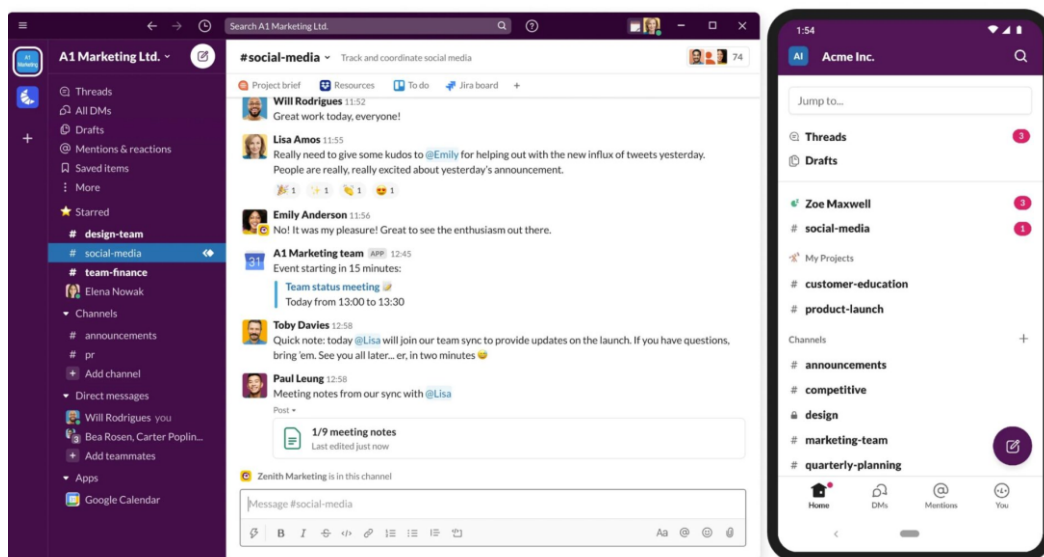 Search A1 Marketing Ltd.
A1 Marketing
A1 Marketing Ltd.
Threads
All DMs
Drafts
@ Mentions & reactions
Saved items
More
Starred
# design-team
# social-media
# team-finance
Elena Nowak
Channels
# announcements
# pr
+ Add channel
Direct messages
Will Rodrigues you
3 Bea Rosen, Carter Poplin...
+ Add teammates
Apps
Google Calendar
#social-media Track and coordinate social media 74
Project brief Resources To do Jira board +
Will Rodrigues 11:52
Great work today, everyone!
Lisa Amos 11:55
Really need to give some kudos to @Emily for helping out with the new influx of tweets yesterday.
People are really, really excited about yesterday's announcement.
🎉 1 ✨ 1 👏 1 😍 1
Emily Anderson 11:56
No! It was my pleasure! Great to see the enthusiasm out there.
31
A1 Marketing team APP 12:45
Event starting in 15 minutes:
Team status meeting 📝
Today from 13:00 to 13:30
Toby Davies 12:58
Quick note: today @Lisa will join our team sync to provide updates on the launch. If you have questions,
bring 'em. See you all later... er, in two minutes 😅
Paul Leung 12:58
Meeting notes from our sync with @Lisa
Post
1/9 meeting notes
Last edited just now
Zenith Marketing is in this channel
Message #social-media
B I Aa @
1:54
AI Acme Inc.
Jump to...
Threads 3
Drafts
Zoe Maxwell 3
# social-media 1
My Projects
# customer-education
# product-launch
Channels +
# announcements
# competitive
design
# marketing-team
# quarterly-planning
Home DMs Mentions You